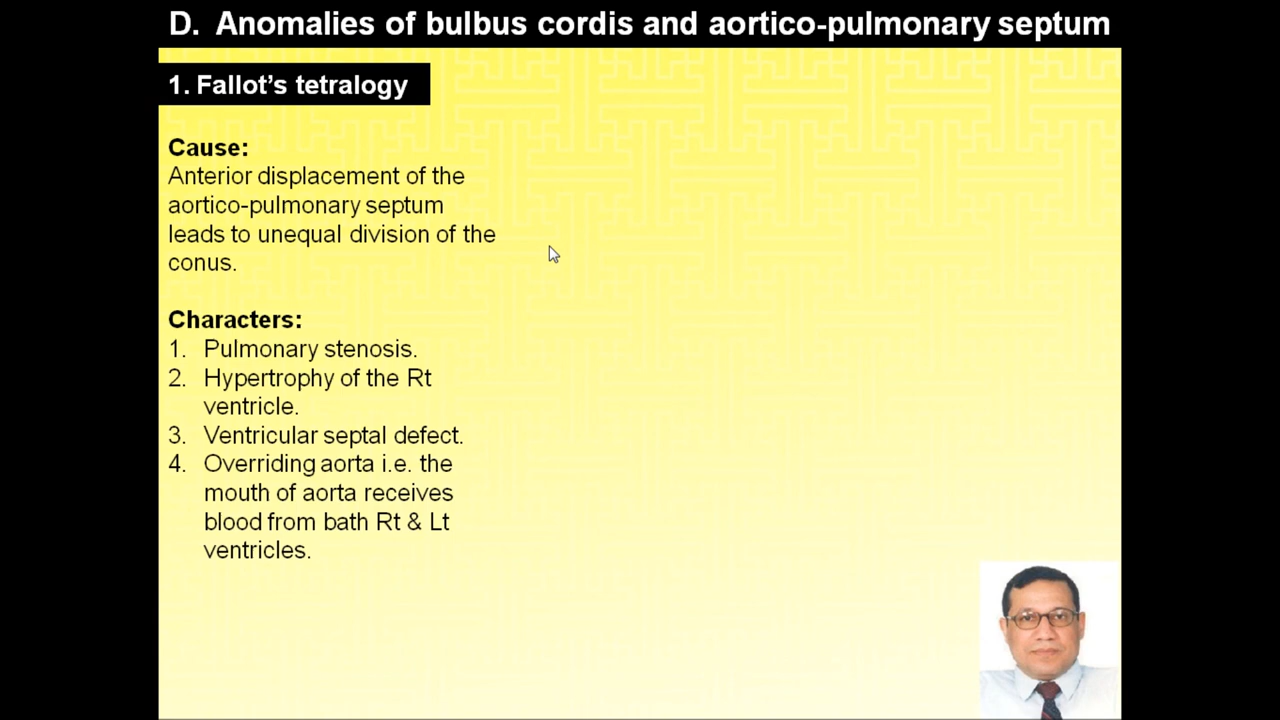 D. Anomalies of bulbus cordis and aortico-pulmonary septum
1. Fallot’s tetralogy
Cause:
Anterior displacement of the
aortico-pulmonary septum
leads to unequal division of the
conus.
Characters:
1. Pulmonary stenosis.
2. Hypertrophy of the Rt
ventricle.
3. Ventricular septal defect.
4. Overriding aorta i.e. the
mouth of aorta receives
blood from bath Rt & Lt
ventricles.